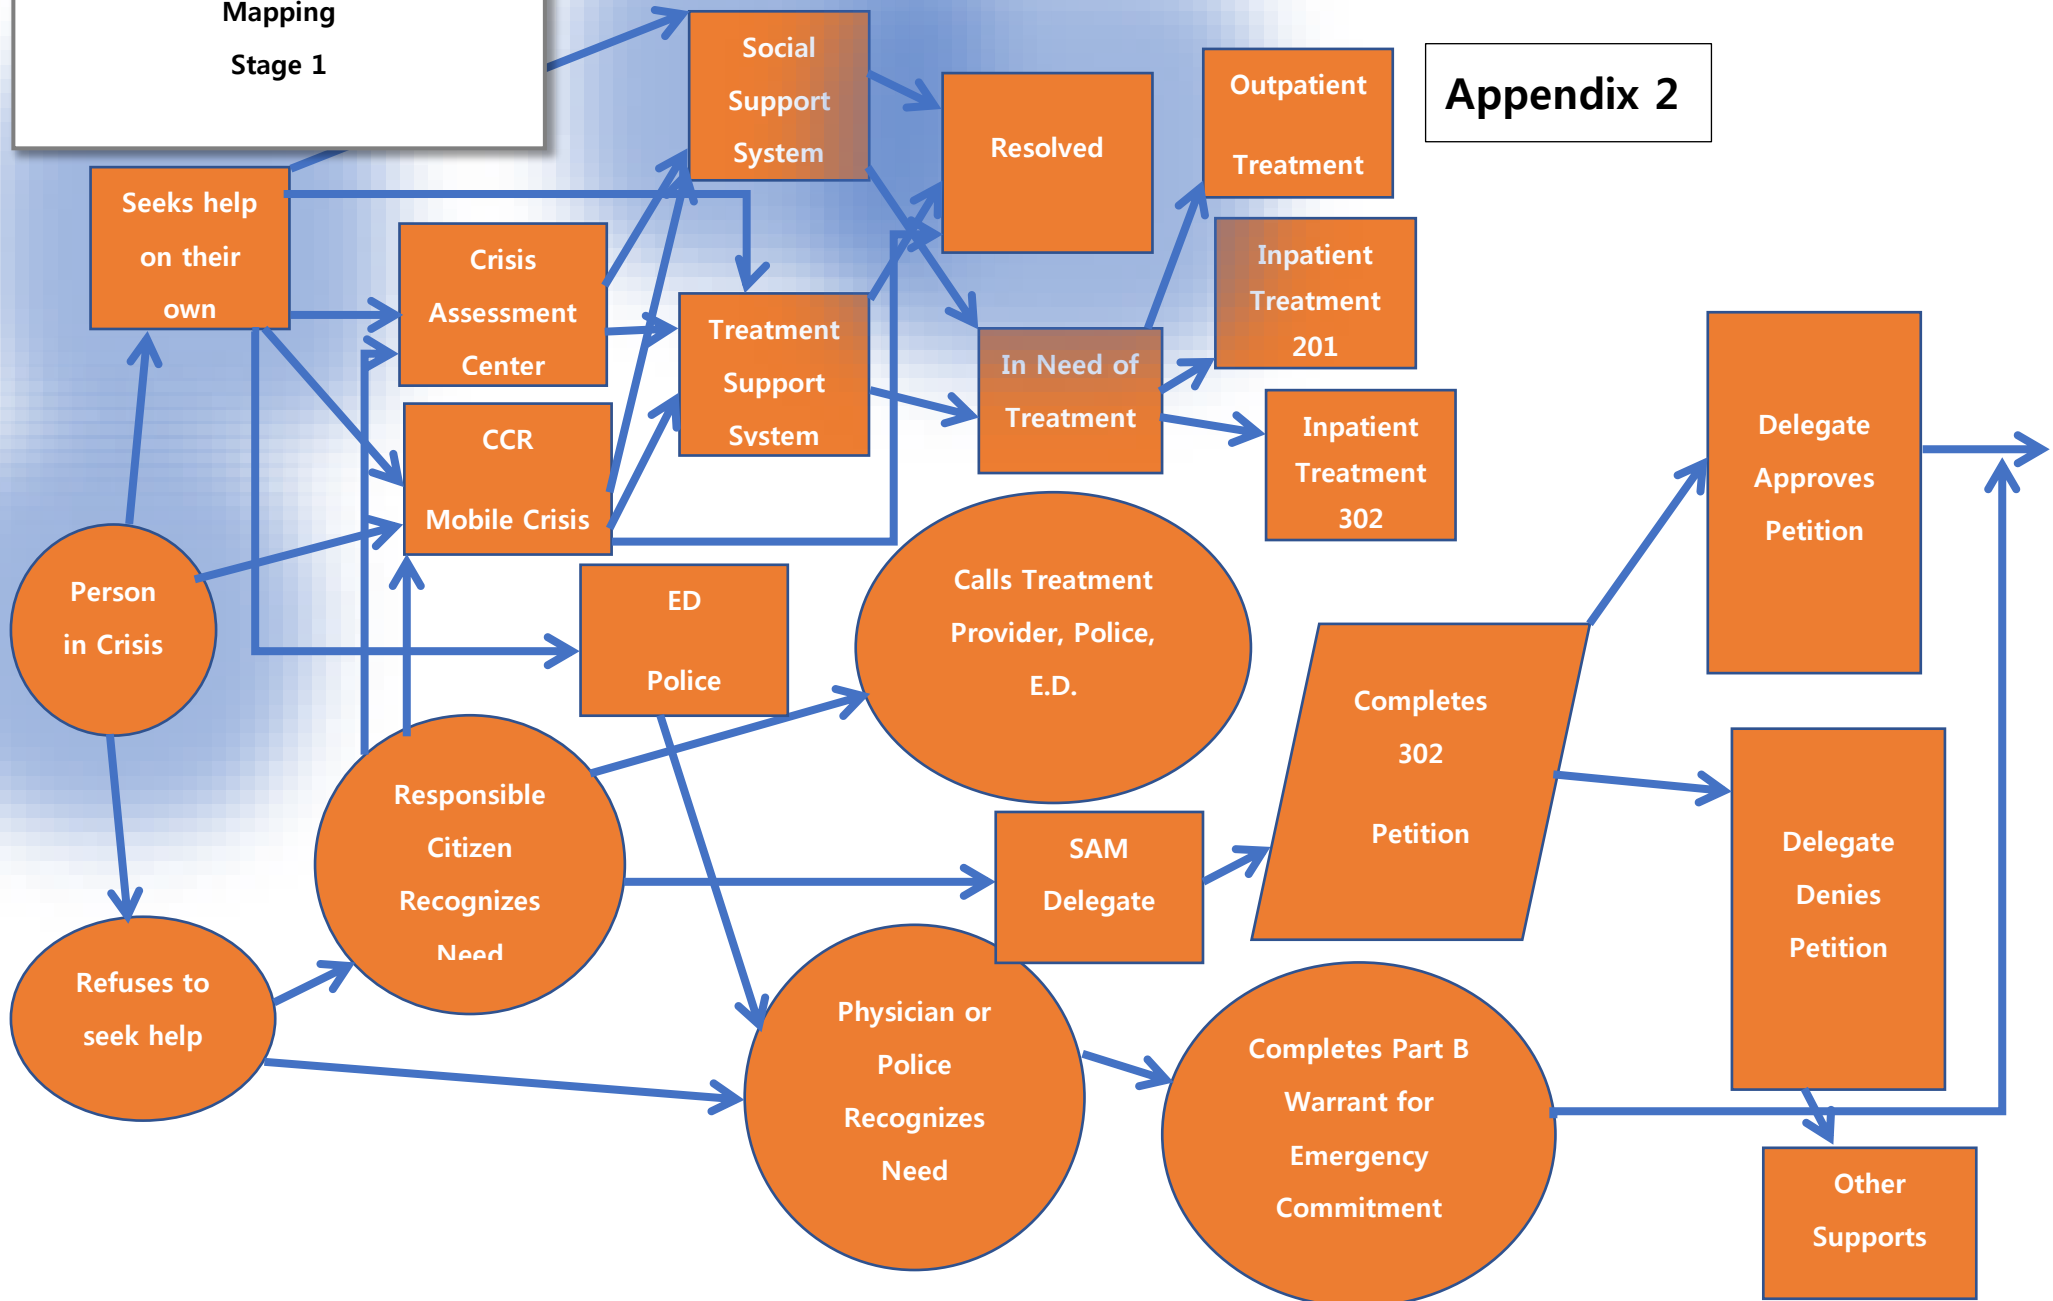 Mapping
Stage 1
Appendix 2
Social
Support
System
Resolved
Outpatient
Treatment
Seeks help
on their
own
Crisis
Assessment
Center
Treatment
Support
System
Inpatient
Treatment
201
In Need of
Treatment
Inpatient
Treatment
302
CCR
Mobile Crisis
Person
in Crisis
ED
Police
Calls Treatment
Provider, Police,
E.D.
Delegate
Approves
Petition
Completes
302
Petition
Responsible
Citizen
Recognizes
Need
SAM
Delegate
Delegate
Denies
Petition
Refuses to
seek help
Physician or
Police
Recognizes
Need
Completes Part B
Warrant for
Emergency
Commitment
Other
Supports